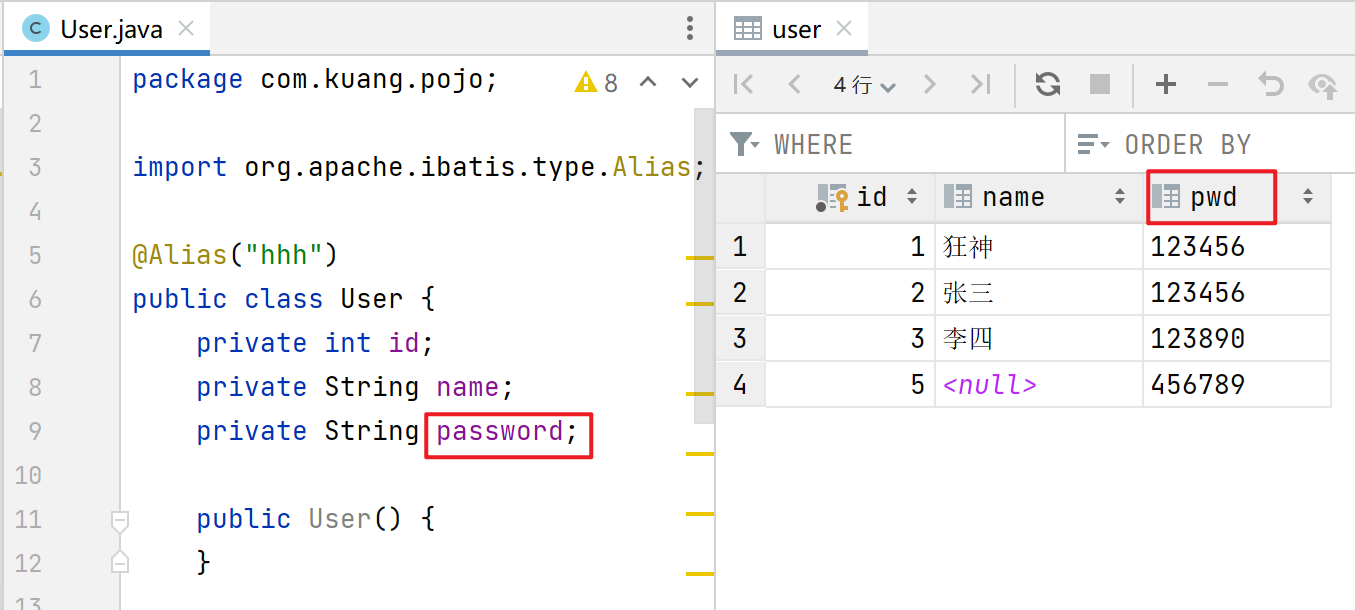 User.java
1 package com.kuang.pojo; 8
2
3 import org.apache.ibatis.type.Alias;
4
5 @Alias("hhh")
6 public class User {
7 private int id;
8 private String name;
9 private String password;
10
11 public User() {
12 }
13
user
4 行
WHERE ORDER BY
id name pwd
1 1 狂神 123456
2 2 张三 123456
3 3 李四 123890
4 5 <null> 456789